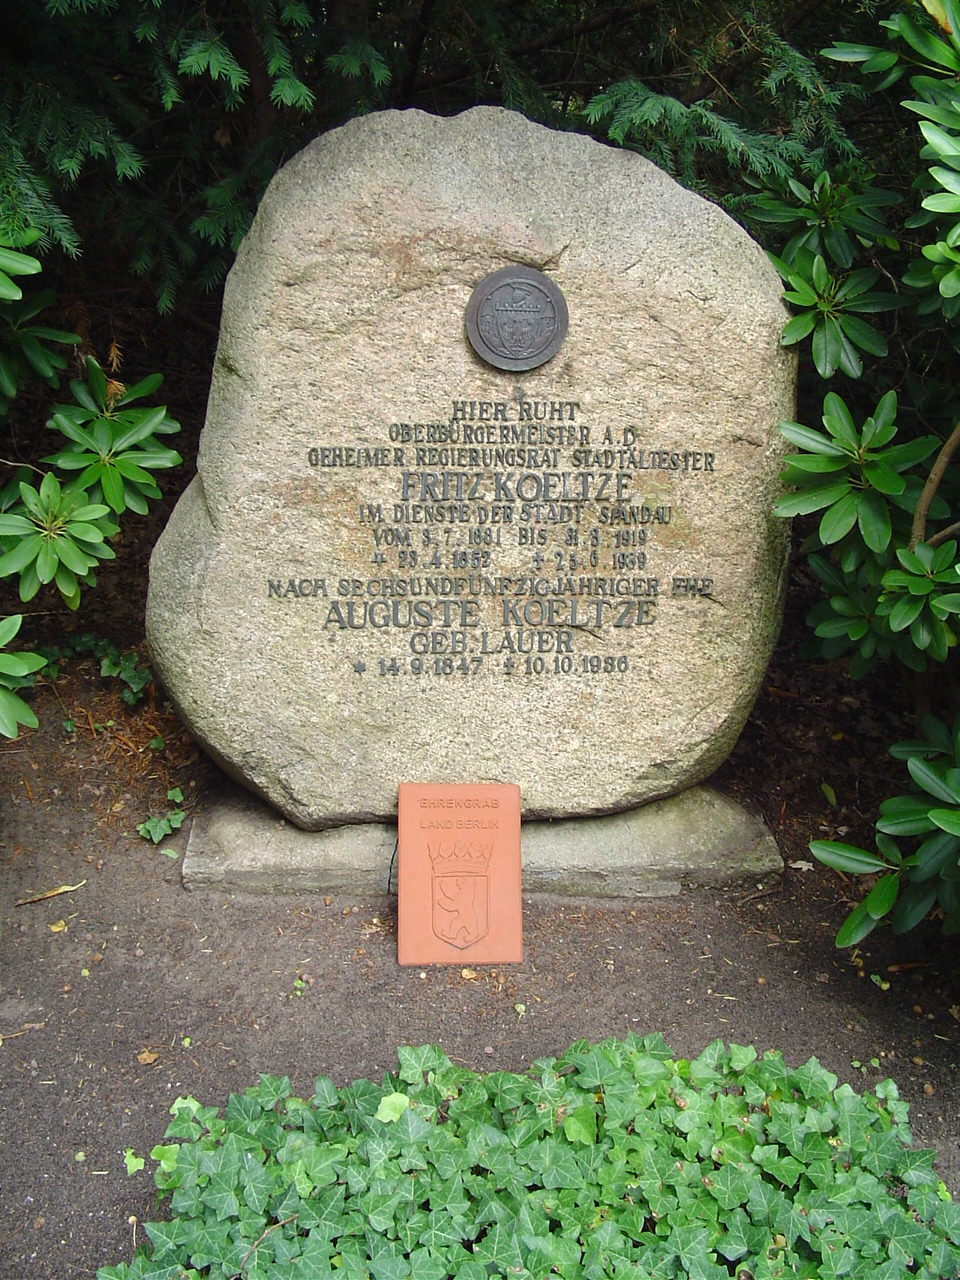 HIER RUHT
OBERBÜRGERMEISTER A.D.
GEHEIMER REGIERUNGSRAT STADTÄLTESTER
FRITZ KOELTZE
IM DIENSTE DER STADT SPANDAU
VOM 3.7.1881 BIS 31.3.1919
* 23.4.1852 + 25.6.1939
NACH SECHSUNDFÜNFZIGJÄHRIGER EHE
AUGUSTE KOELTZE
GEB. LAUER
*14.9.1847 + 10.10.1936
EHRENGRAB
LAND BERLIN